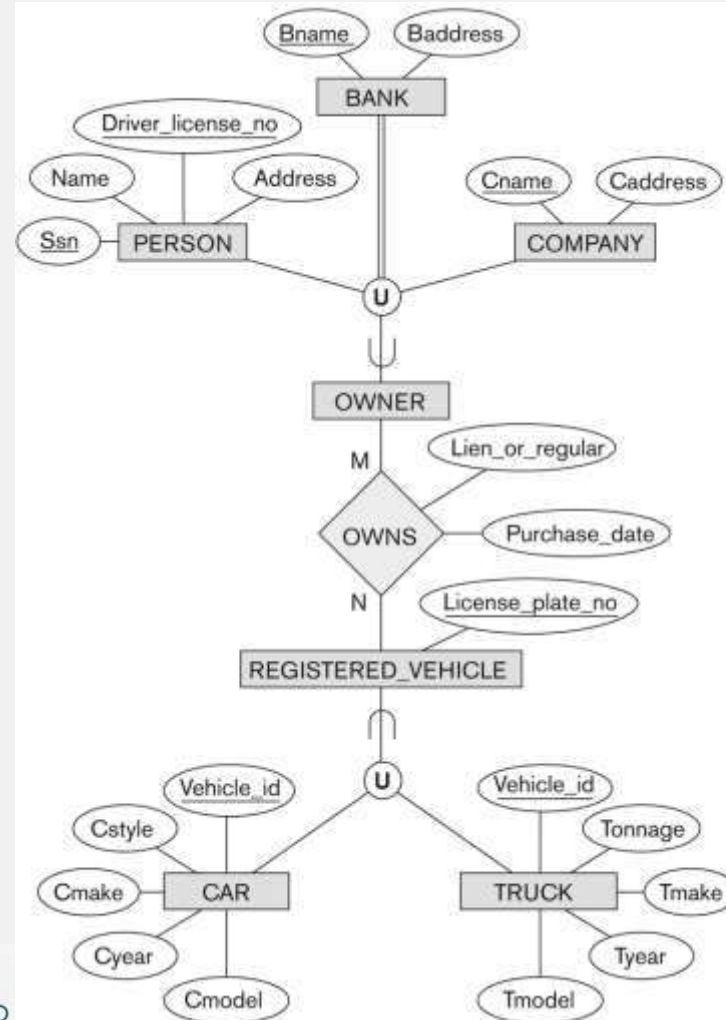 Bname Baddress
BANK
Driver_license_no
Name Address
Cname Caddress
Ssn PERSON COMPANY
U
OWNER
M
Lien_or_regular
OWNS
Purchase_date
N
License_plate_no
REGISTERED_VEHICLE
U
Vehicle_id Vehicle_id
Cstyle Tonnage
Cmake CAR TRUCK Tmake
Cyear Tyear
Cmodel Tmodel